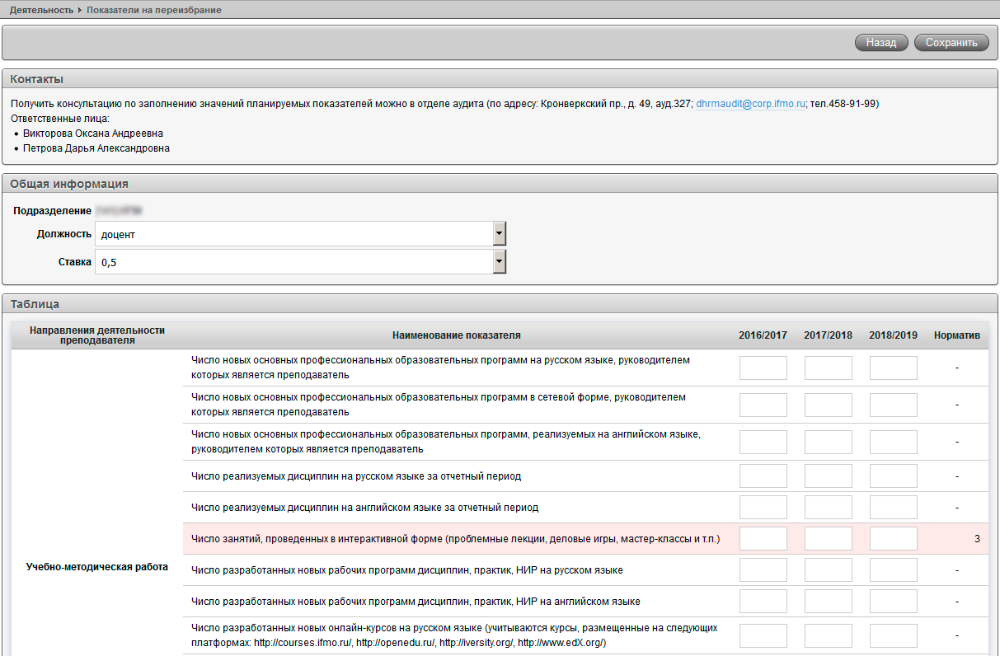 Деятельность Показатели на переизбрание
Назад Сохранить
Контакты
Получить консультацию по заполнению значений планируемых показателей можно в отделе аудита (по адресу: Кронверкский пр., д. 49, ауд.327; dhrmaudit@corp.ifmo.ru; тел.458-91-99)
Ответственные лица:
• Викторова Оксана Андреевна
• Петрова Дарья Александровна
Общая информация
Подразделение
Должность доцент
Ставка 0,5
Таблица
Направления деятельности
преподавателя
Наименование показателя 2016/2017 2017/2018 2018/2019 Норматив
Число новых основных профессиональных образовательных программ на русском языке, руководителем
которых является преподаватель -
Число новых основных профессиональных образовательных программ в сетевой форме, руководителем
которых является преподаватель -
Число новых основных профессиональных образовательных программ, реализуемых на английском языке,
руководителем которых является преподаватель -
Число реализуемых дисциплин на русском языке за отчетный период -
Число реализуемых дисциплин на английском языке за отчетный период -
Число занятий, проведенных в интерактивной форме (проблемные лекции, деловые игры, мастер-классы и т.п.) 3
Учебно-методическая работа
Число разработанных новых рабочих программ дисциплин, практик, НИР на русском языке -
Число разработанных новых рабочих программ дисциплин, практик, НИР на английском языке -
Число разработанных новых онлайн-курсов на русском языке (учитываются курсы, размещенные на следующих
платформах: http://courses.ifmo.ru/, http://openedu.ru/, http://iversity.org/, http://www.edX.org/) -